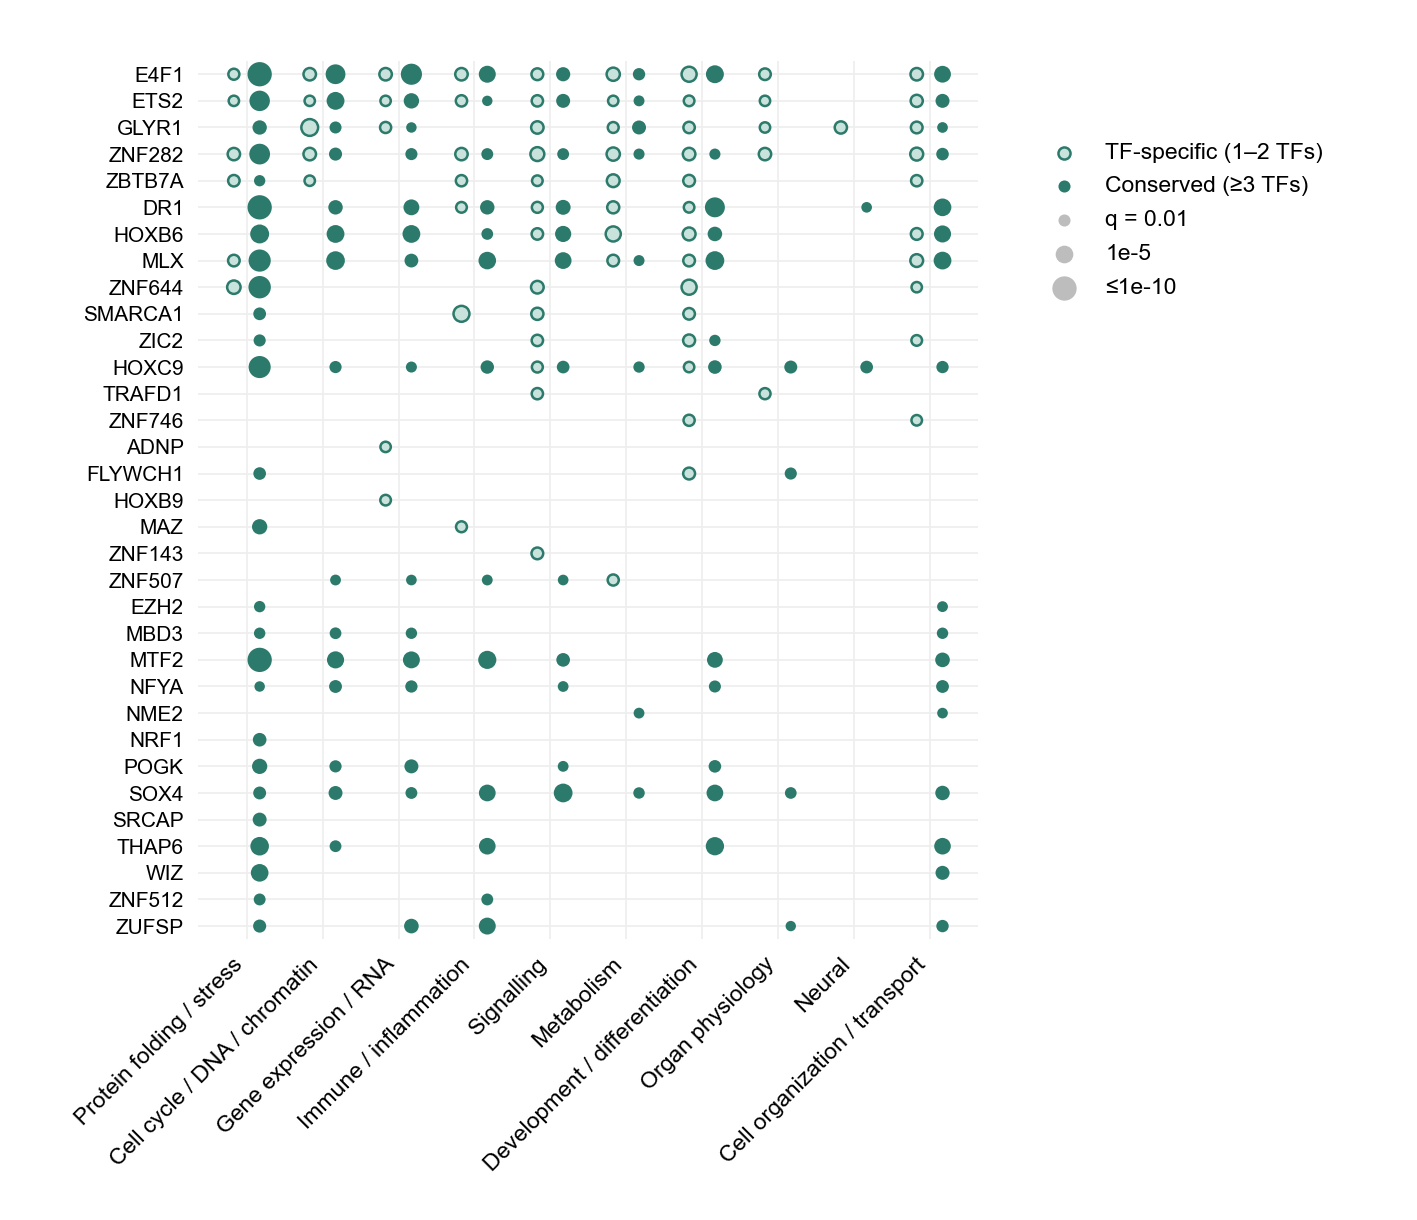 E4F1
ETS2
GLYR1
ZNF282
ZBTB7A
DR1
HOXB6
MLX
ZNF644
SMARCA1
ZIC2
HOXC9
TRAFD1
ZNF746
ADNP
FLYWCH1
HOXB9
MAZ
ZNF143
ZNF507
EZH2
MBD3
MTF2
NFYA
NME2
NRF1
POGK
SOX4
SRCAP
THAP6
WIZ
ZNF512
ZUFSP
Protein folding / stress
Cell cycle / DNA / chromatin
Gene expression / RNA
Immune / inflammation
Signalling
Metabolism
Development / differentiation
Organ physiology
Neural
Cell organization / transport
TF-specific (1–2 TFs)
Conserved (≥3 TFs)
q = 0.01
1e-5
≤1e-10